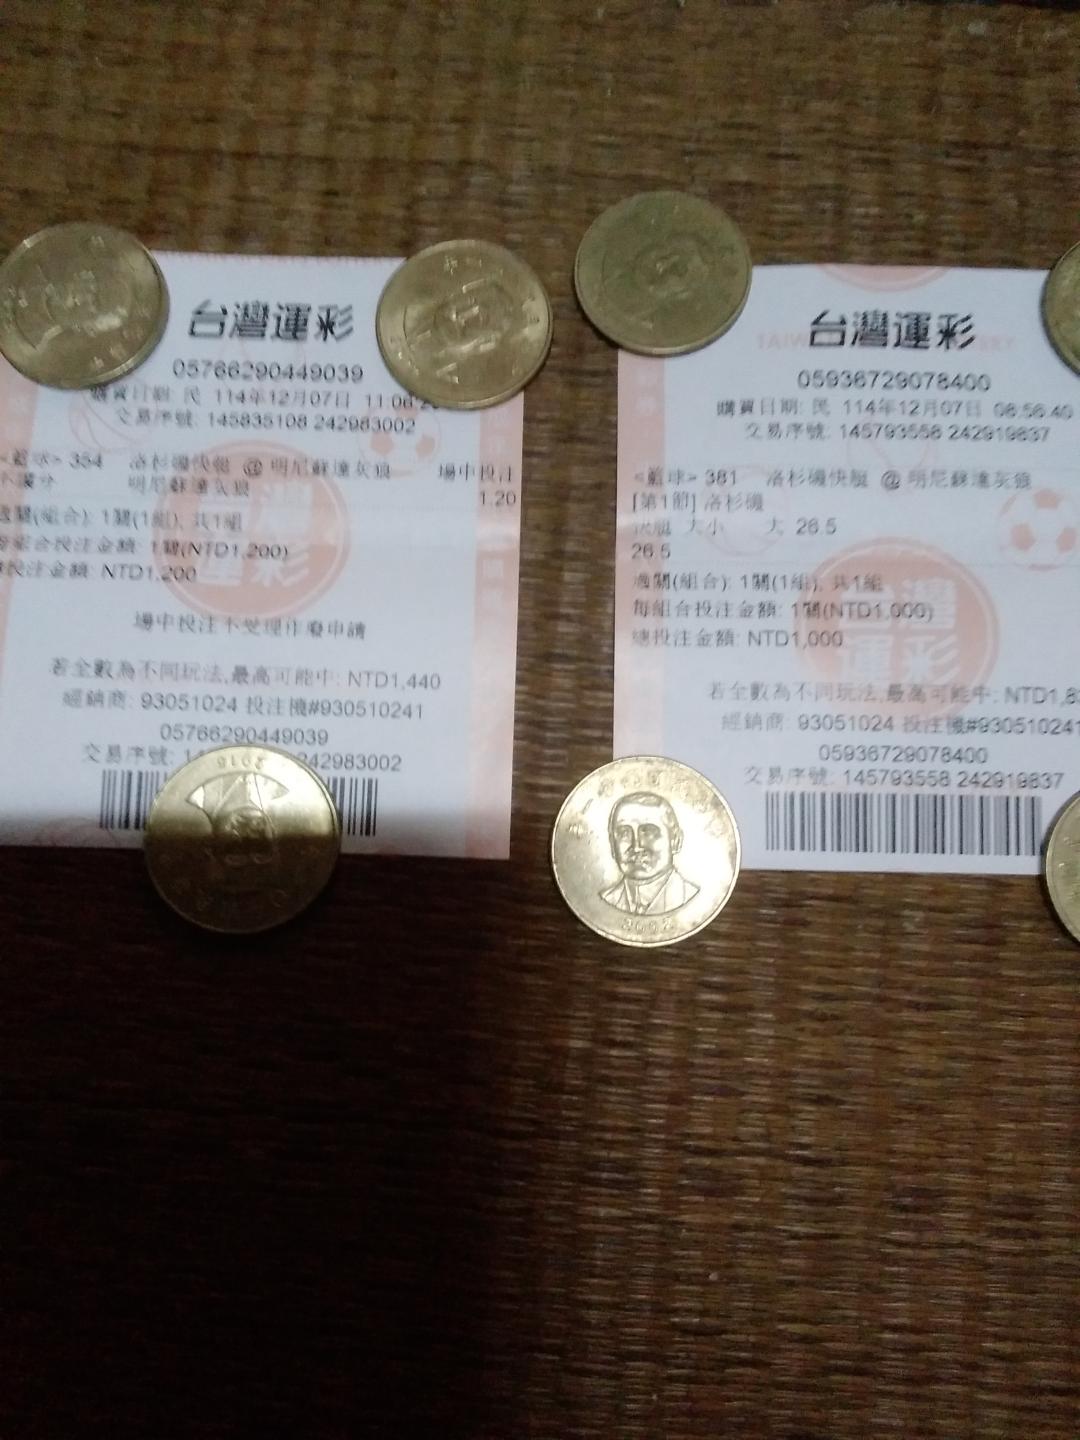 台灣運彩
05766290449039
購買日期: 民 114年12月07日 11:06:2
交易序號: 145835108 242983002
<籃球> 354 洛杉磯快艇 @ 明尼蘇達灰狼 場中投注
不讓分 明尼蘇達灰狼 1.20
過關(組合): 1關(1組), 共1組
每組合投注金額: 1關(NTD1,200)
總投注金額: NTD1,200
場中投注不受理作廢申請
若全數為不同玩法,最高可能中: NTD1,440
經銷商: 93051024 投注機#930510241
05766290449039
交易序號: 14 242983002
2015
台灣運彩
05936729078400
購買日期: 民 114年12月07日 08:56:40
交易序號: 145793558 242919837
<籃球> 381 洛杉磯快艇 @ 明尼蘇達灰狼
[第1節] 洛杉磯
快艇 大小 大 26.5
26.5
過關(組合): 1關(1組), 共1組
每組合投注金額: 1關(NTD1,000)
總投注金額: NTD1,000
若全數為不同玩法,最高可能中: NTD1,8
經銷商: 93051024 投注機#930510241
05936729078400
交易序號: 145793558 242919837